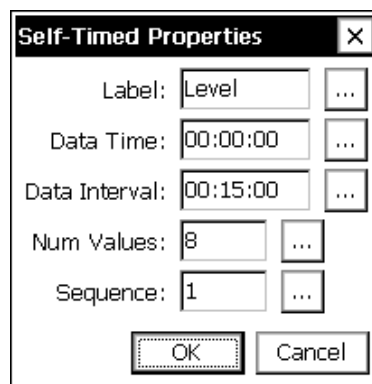 Self-Timed Properties
Label: Level ...
Data Time: 00:00:00 ...
Data Interval: 00:15:00 ...
Num Values: 8 ...
Sequence: 1 ...
OK Cancel